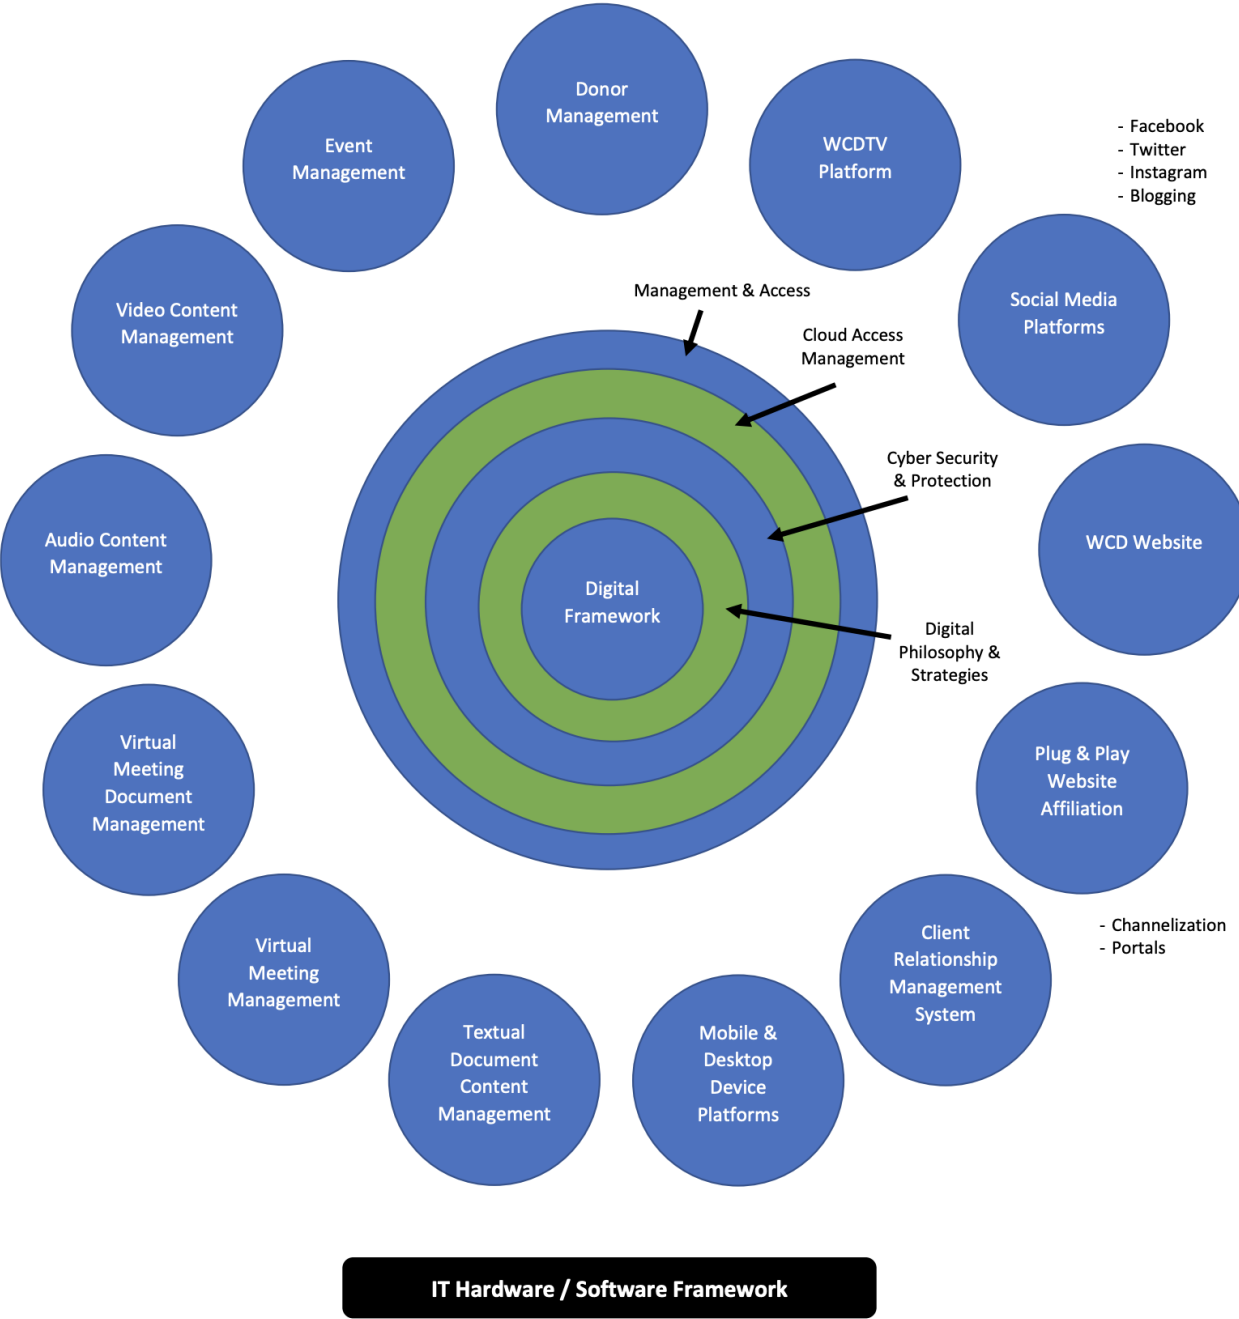 Donor
Management
WCDTV
Platform
- Facebook
- Twitter
- Instagram
- Blogging
Social Media
Platforms
WCD Website
Plug & Play
Website
Affiliation
- Channelization
- Portals
Client
Relationship
Management
System
Mobile &
Desktop
Device
Platforms
Textual
Document
Content
Management
Virtual
Meeting
Management
Virtual
Meeting
Document
Management
Audio Content
Management
Video Content
Management
Event
Management
Management & Access
Cloud Access
Management
Cyber Security
& Protection
Digital
Philosophy &
Strategies
Digital
Framework
IT Hardware / Software Framework